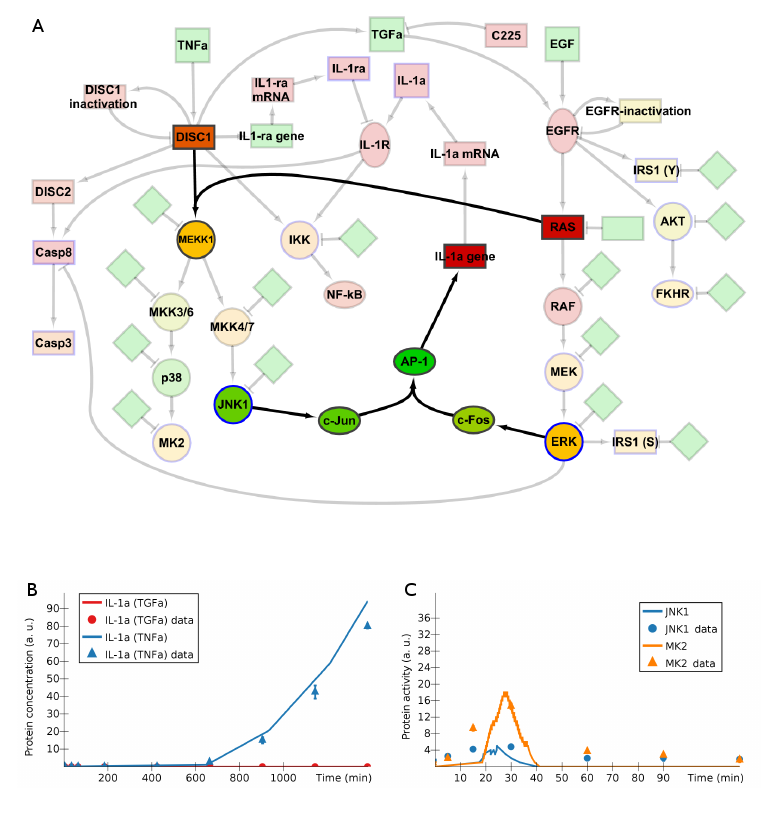 A
TNFa
TGFa
C225
EGF
IL-1ra
IL-1a
DISC1
inactivation
IL1-ra
mRNA
EGFR-inactivation
DISC1
IL1-ra gene
IL-1R
IL-1a mRNA
EGFR
IRS1 (Y)
DISC2
AKT
RAS
MEKK1
IKK
Casp8
IL-1a gene
NF-kB
FKHR
MKK3/6
MKK4/7
RAF
Casp3
AP-1
p38
MEK
JNK1
c-Jun
c-Fos
MK2
ERK
IRS1 (S)
B
IL-1a (TGFa)
IL-1a (TGFa) data
IL-1a (TNFa)
IL-1a (TNFa) data
Protein concentration (a. u.)
90
80
70
60
50
40
30
20
10
200 400 600 800 1000 Time (min)
C
JNK1
JNK1 data
MK2
MK2 data
Protein activity (a. u.)
36
32
28
24
20
16
12
8
4
10 20 30 40 50 60 70 80 90 Time (min)